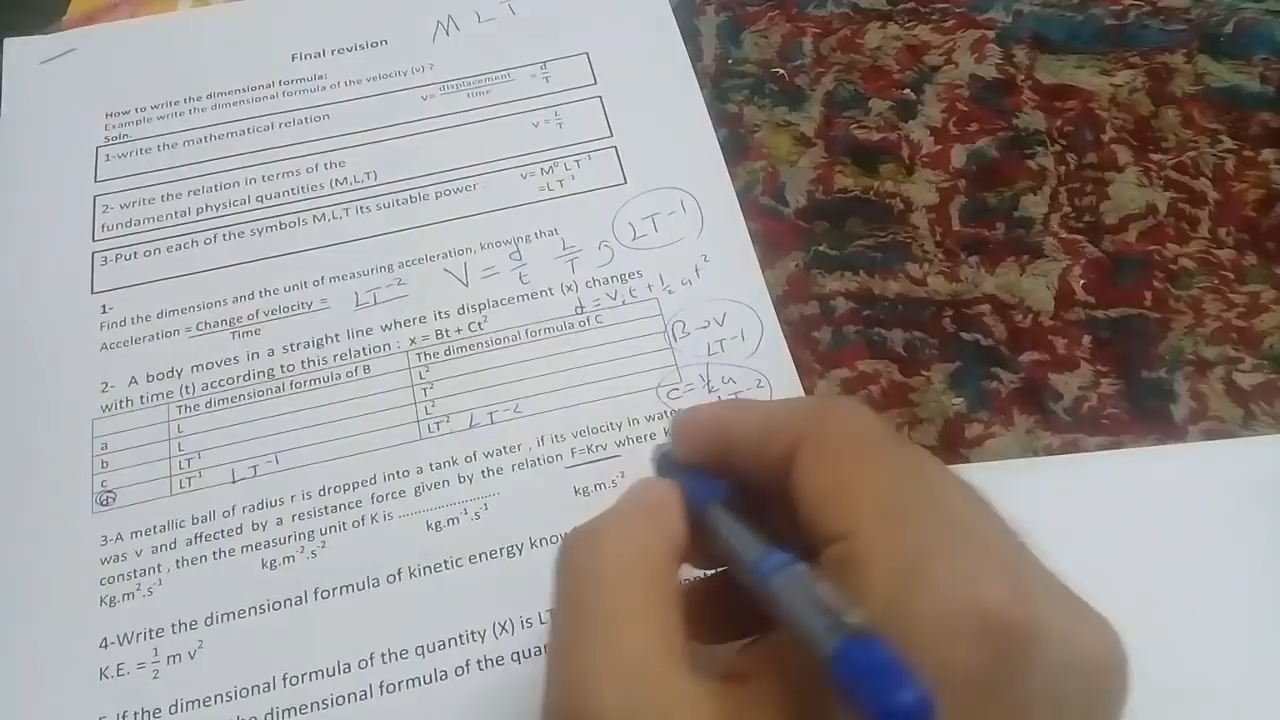 M L T
Final revision
How to write the dimensional formula:
Example write the dimensional formula of the velocity (v) ?
Soln.
1-write the mathematical relation v= displacement/time = d/T
2- write the relation in terms of the
fundamental physical quantities (M,L,T) v = L/T
3-Put on each of the symbols M,L,T its suitable power . v= M⁰ LT⁻¹
=LT⁻¹
1-
Find the dimensions and the unit of measuring acceleration, knowing that
Acceleration = Change of velocity/Time = LT⁻²
V = d/t L/T , LT⁻¹
2- A body moves in a straight line where its displacement (x) changes
with time (t) according to this relation : x = Bt + Ct²
d = Vᵢt + ½ at²
The dimensional formula of B The dimensional formula of C
a L L²
b L T²
c LT⁻¹ L²
d LT⁻¹ LT⁻¹ LT² LT⁻²
B → V
LT⁻¹
C = ½ a
LT⁻²
3-A metallic ball of radius r is dropped into a tank of water , if its velocity in water
was v and affected by a resistance force given by the relation F=Krv where k
constant , then the measuring unit of K is ........................
Kg.m².s⁻¹ kg.m⁻².s⁻² kg.m⁻¹.s⁻¹ kg.m.s⁻²
4-Write the dimensional formula of kinetic energy
K.E. = ½ m v²
If the dimensional formula of the quantity (X) is
dimensional formula of the